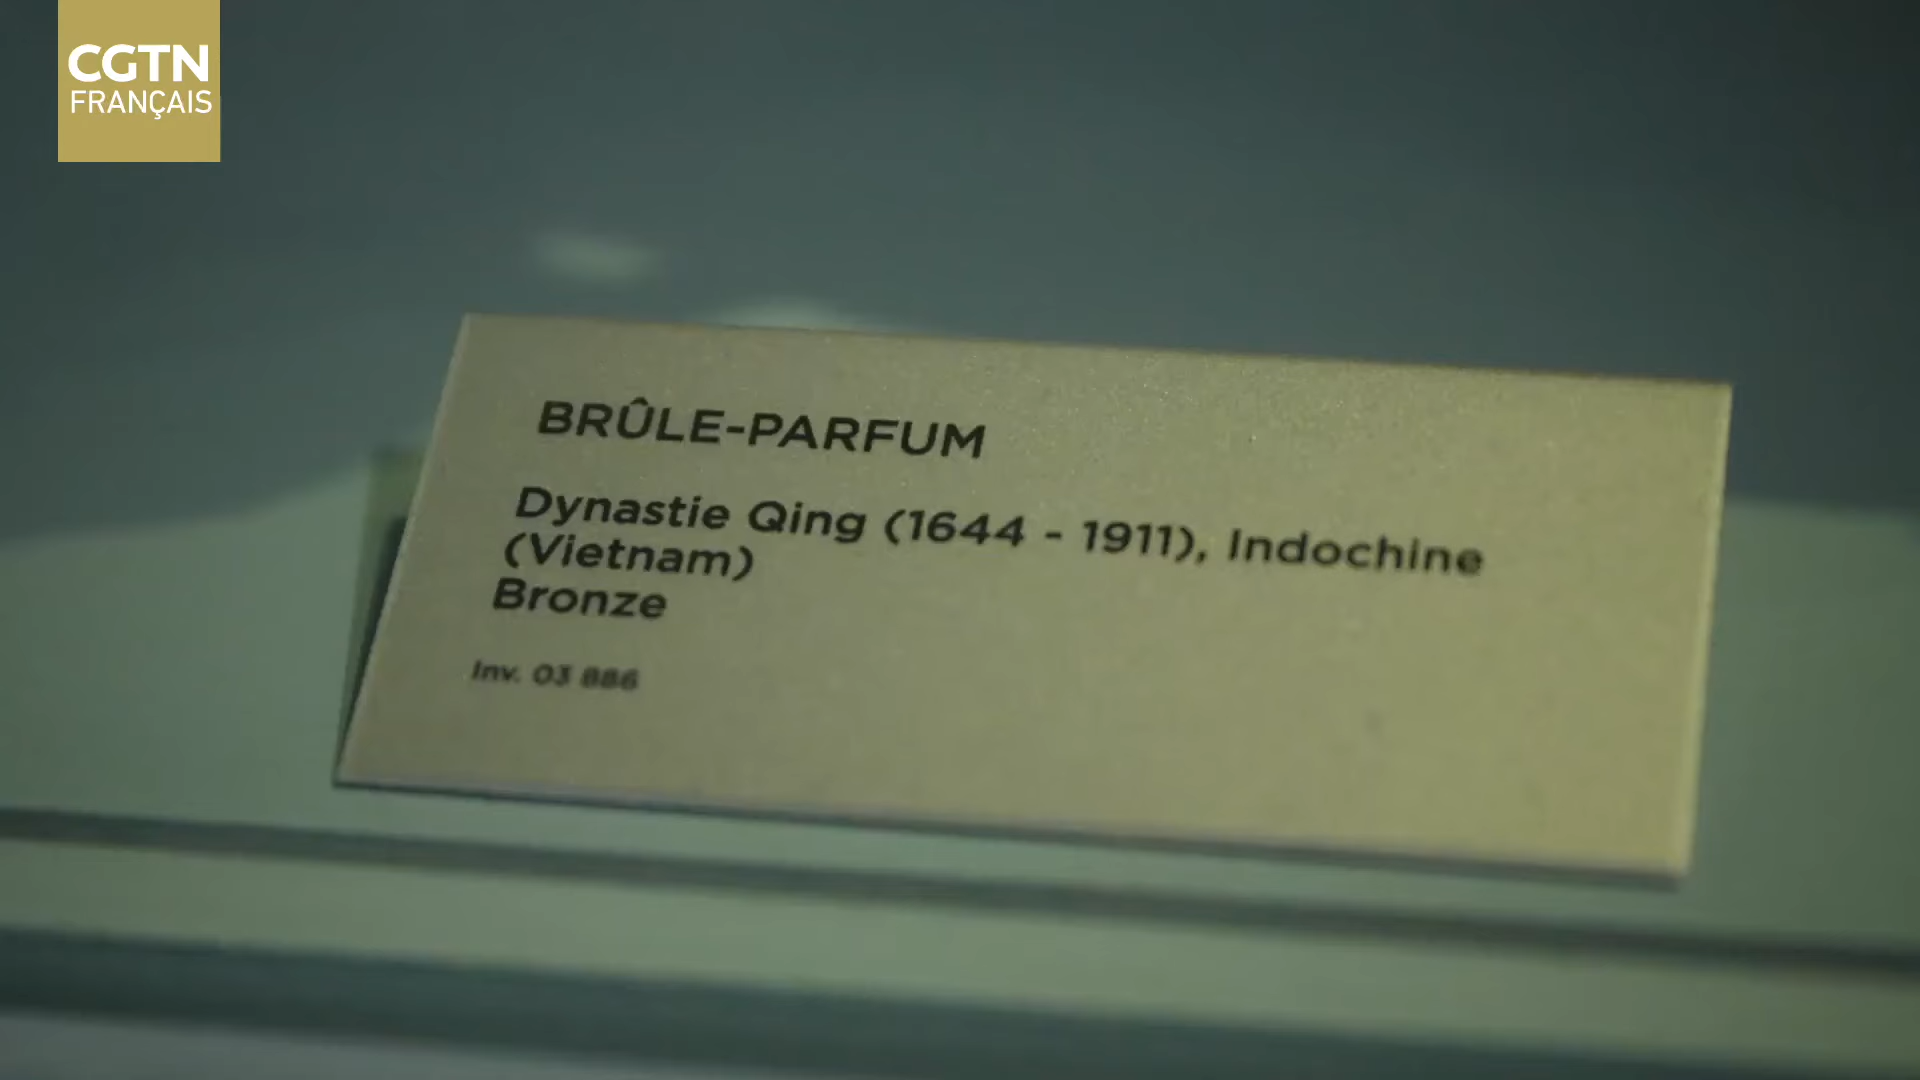 CGTN
FRANÇAIS
BRÛLE-PARFUM
Dynastie Qing (1644 - 1911), Indochine
(Vietnam)
Bronze
Inv. 03 886